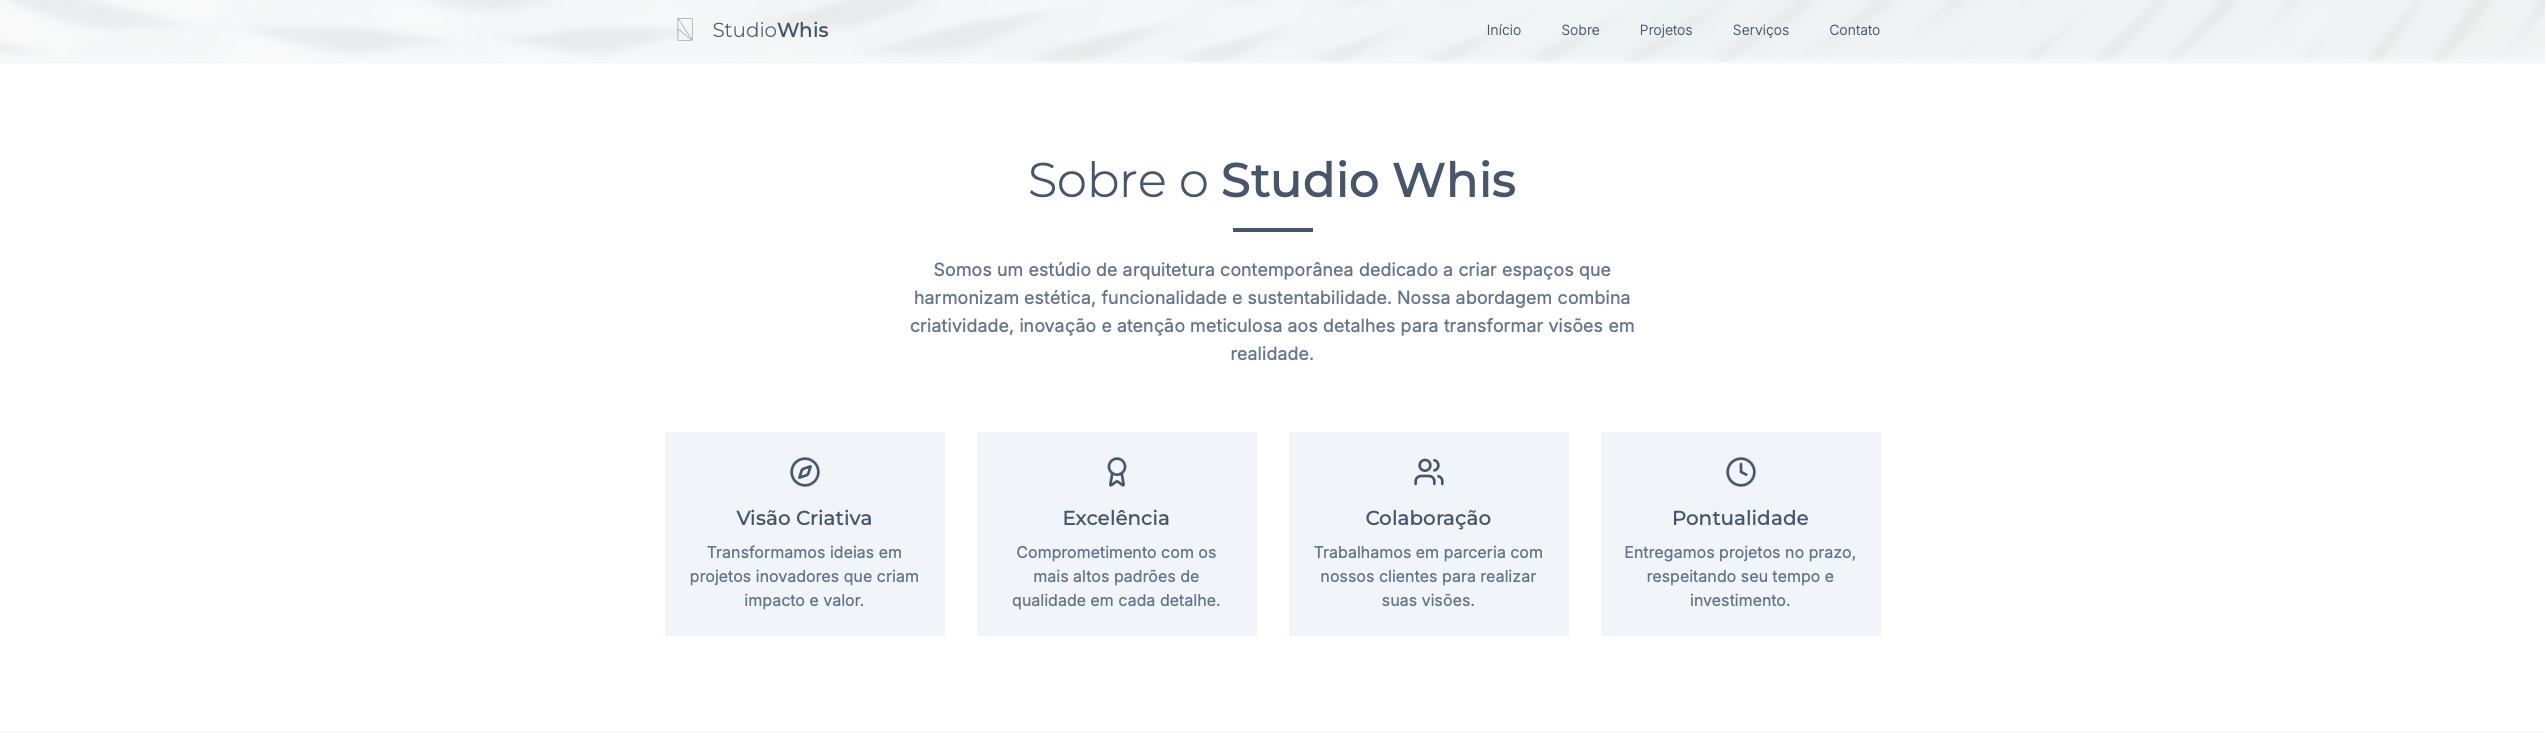 StudioWhis
Início Sobre Projetos Serviços Contato
Sobre o Studio Whis
Somos um estúdio de arquitetura contemporânea dedicado a criar espaços que
harmonizam estética, funcionalidade e sustentabilidade. Nossa abordagem combina
criatividade, inovação e atenção meticulosa aos detalhes para transformar visões em
realidade.
Visão Criativa
Transformamos ideias em
projetos inovadores que criam
impacto e valor.
Excelência
Comprometimento com os
mais altos padrões de
qualidade em cada detalhe.
Colaboração
Trabalhamos em parceria com
nossos clientes para realizar
suas visões.
Pontualidade
Entregamos projetos no prazo,
respeitando seu tempo e
investimento.